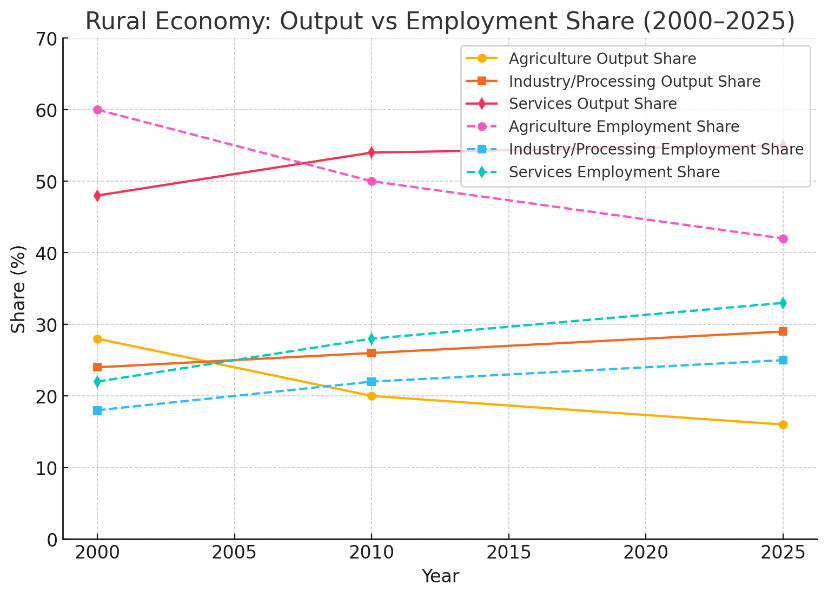 Rural Economy: Output vs Employment Share (2000–2025)
70
60
50
40
30
20
10
0
Share (%)
Agriculture Output Share
Industry/Processing Output Share
Services Output Share
Agriculture Employment Share
Industry/Processing Employment Share
Services Employment Share
2000 2005 2010 2015 2020 2025
Year